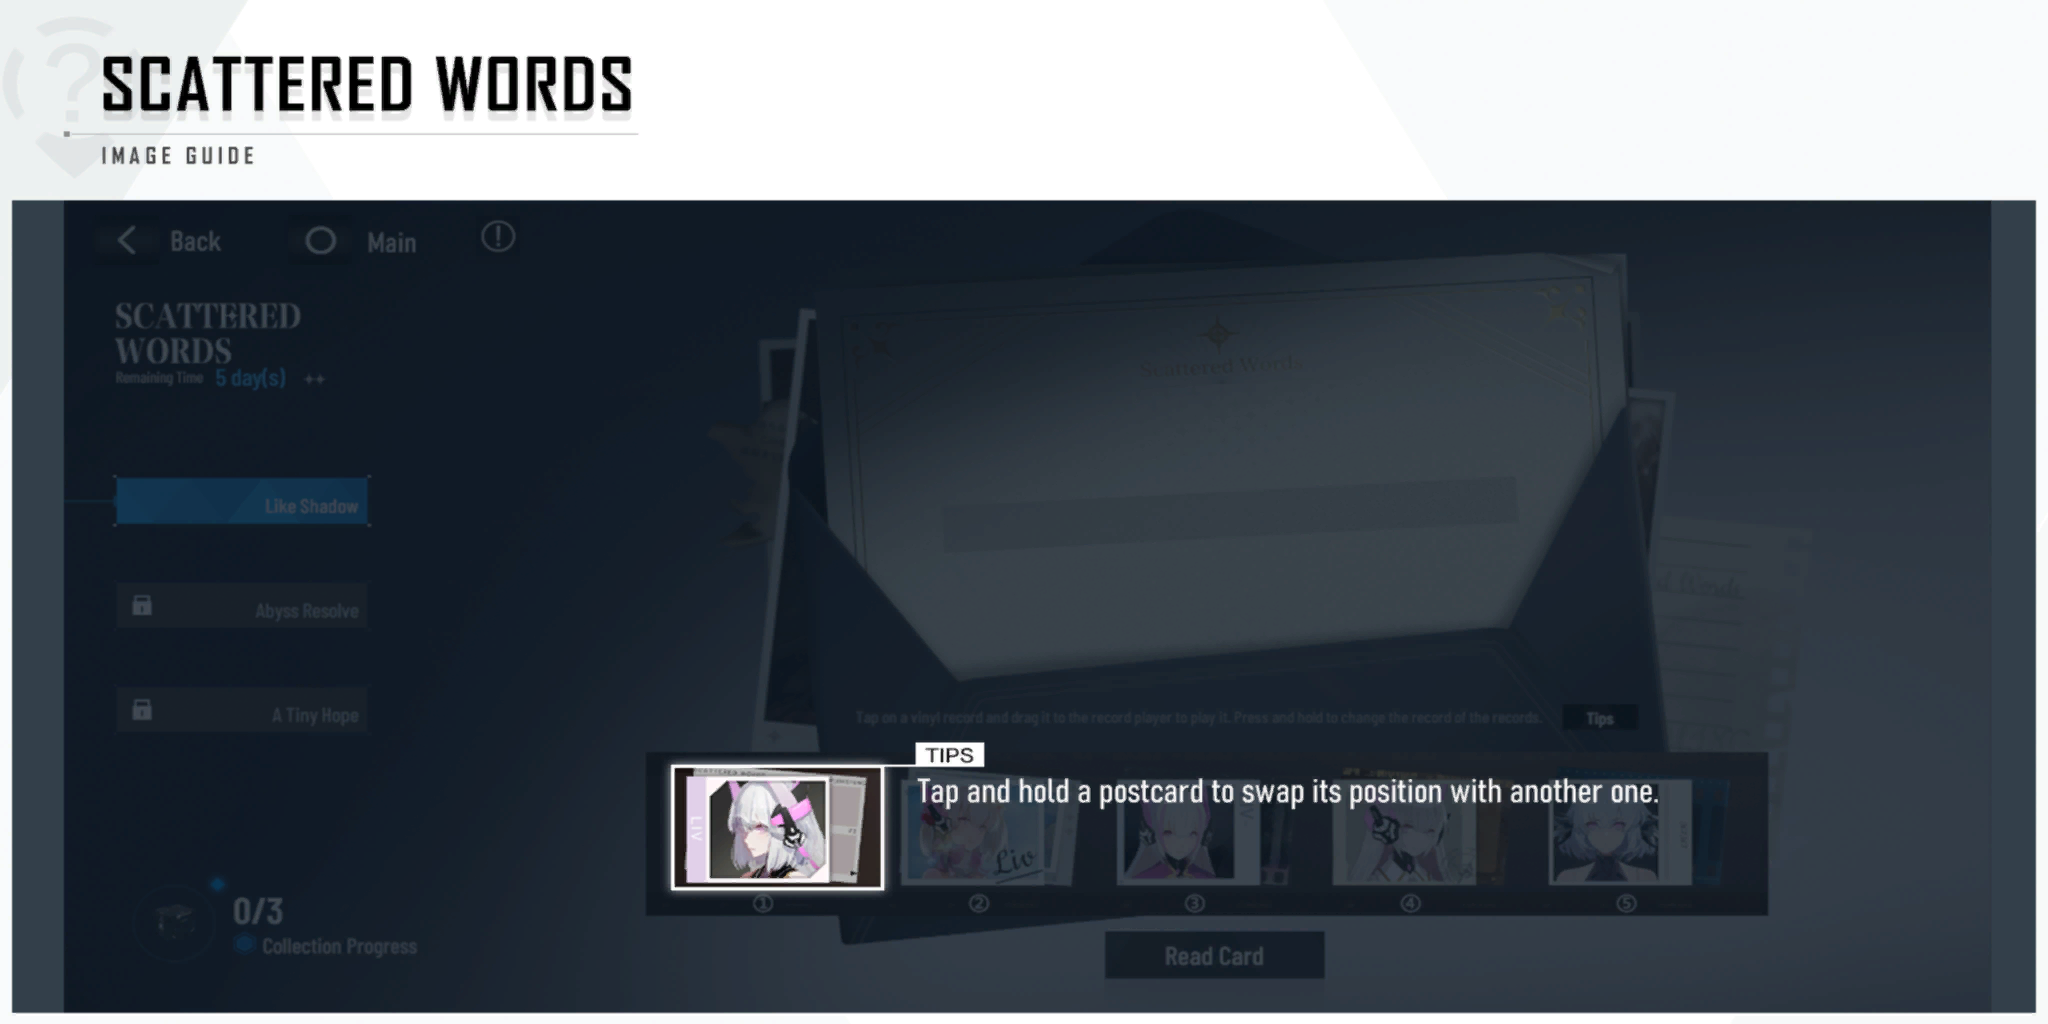 SCATTERED WORDS
IMAGE GUIDE
Back
Main
SCATTERED
WORDS
Remaining Time 5 day(s)
Scattered Words
Like Shadow
Abyss Resolve
A Tiny Hope
Tap on a vinyl record and drag it to the record player to play it. Press and hold to change the record of the records.
Tips
TIPS
Tap and hold a postcard to swap its position with another one.
LIV
Liv
①
②
③
④
⑤
0/3
Collection Progress
Read Card